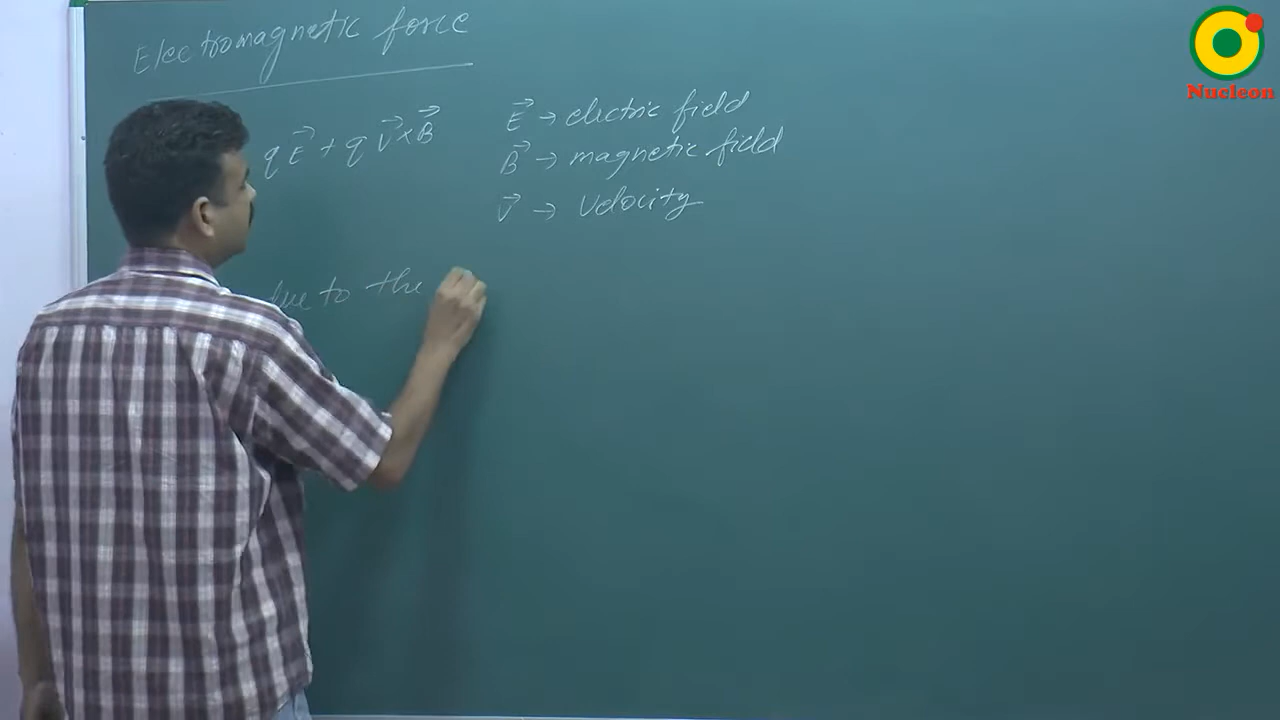 Electromagnetic force
q E⃗ + q V⃗ × B⃗
E⃗ → electric field
B⃗ → magnetic field
V⃗ → velocity
due to the
Nucleon